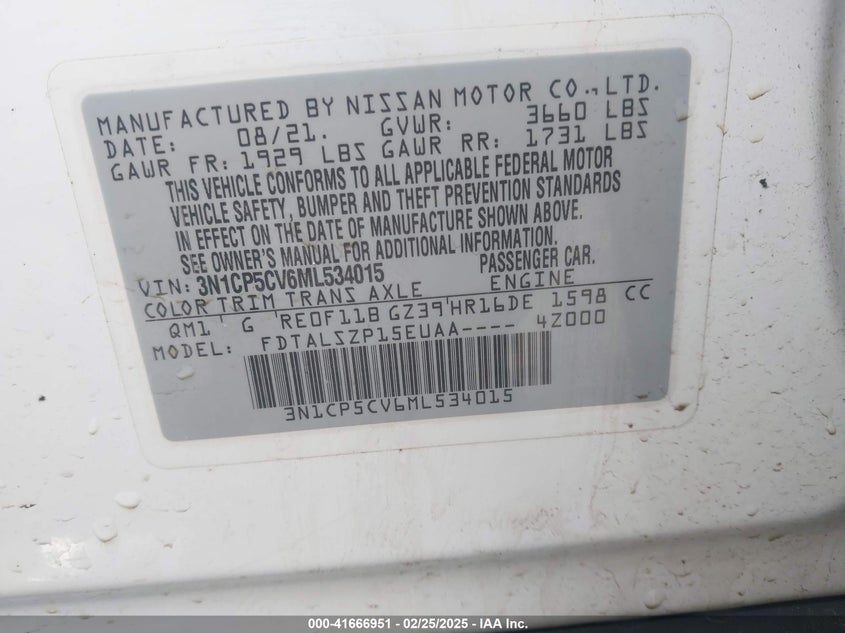 MANUFACTURED BY NISSAN MOTOR CO.,LTD.
DATE: 08/21. GVWR: 3660 LBS
GAWR FR: 1929 LBS GAWR RR: 1731 LBS
THIS VEHICLE CONFORMS TO ALL APPLICABLE FEDERAL MOTOR
VEHICLE SAFETY, BUMPER AND THEFT PREVENTION STANDARDS
IN EFFECT ON THE DATE OF MANUFACTURE SHOWN ABOVE.
SEE OWNER'S MANUAL FOR ADDITIONAL INFORMATION.
VIN: 3N1CP5CV6ML534015 PASSENGER CAR.
COLOR TRIM TRANS AXLE ENGINE
QM1 G RE0F11B GZ39 HR16DE 1598 CC
MODEL: FDTALSZP15EUAA---- 4Z000
3N1CP5CV6ML534015
000-41666951 / 02/25/2025 - IAA Inc.